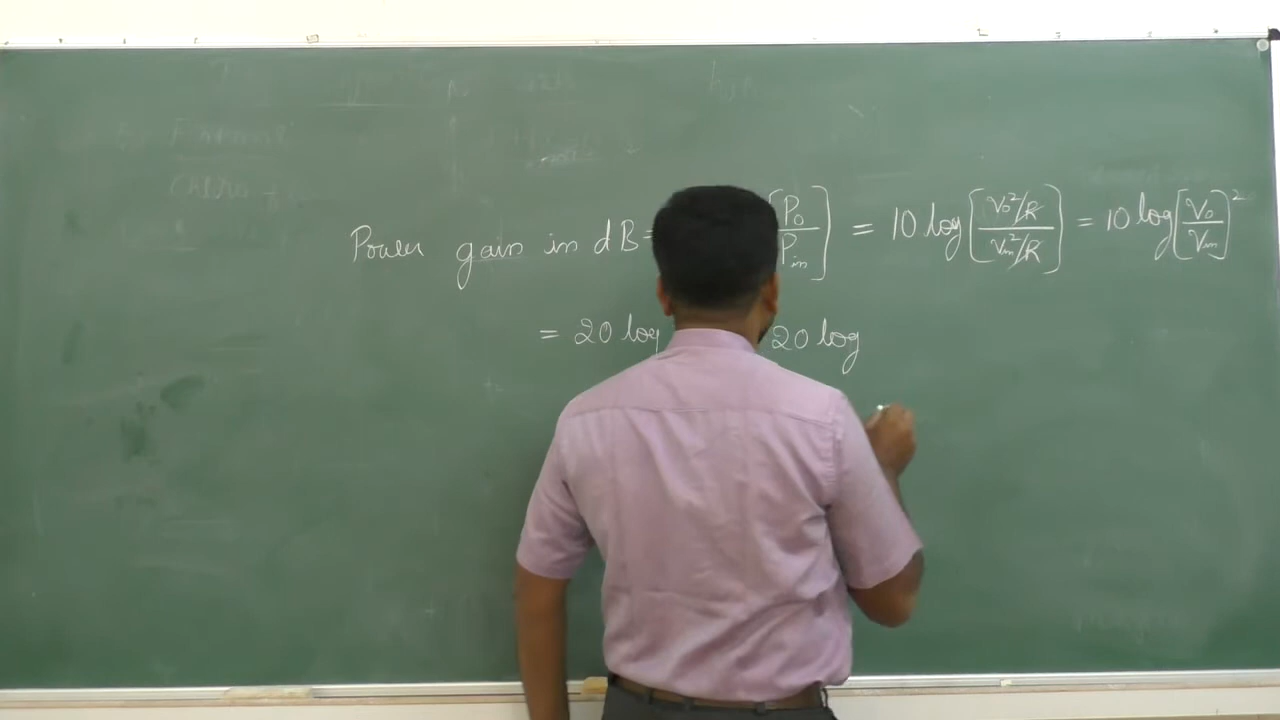 Power gain in dB = [P₀/Pᵢₙ] = 10 log [V₀²/R / Vᵢₙ²/R] = 10 log [V₀/Vᵢₙ]²
= 20 log 20 log